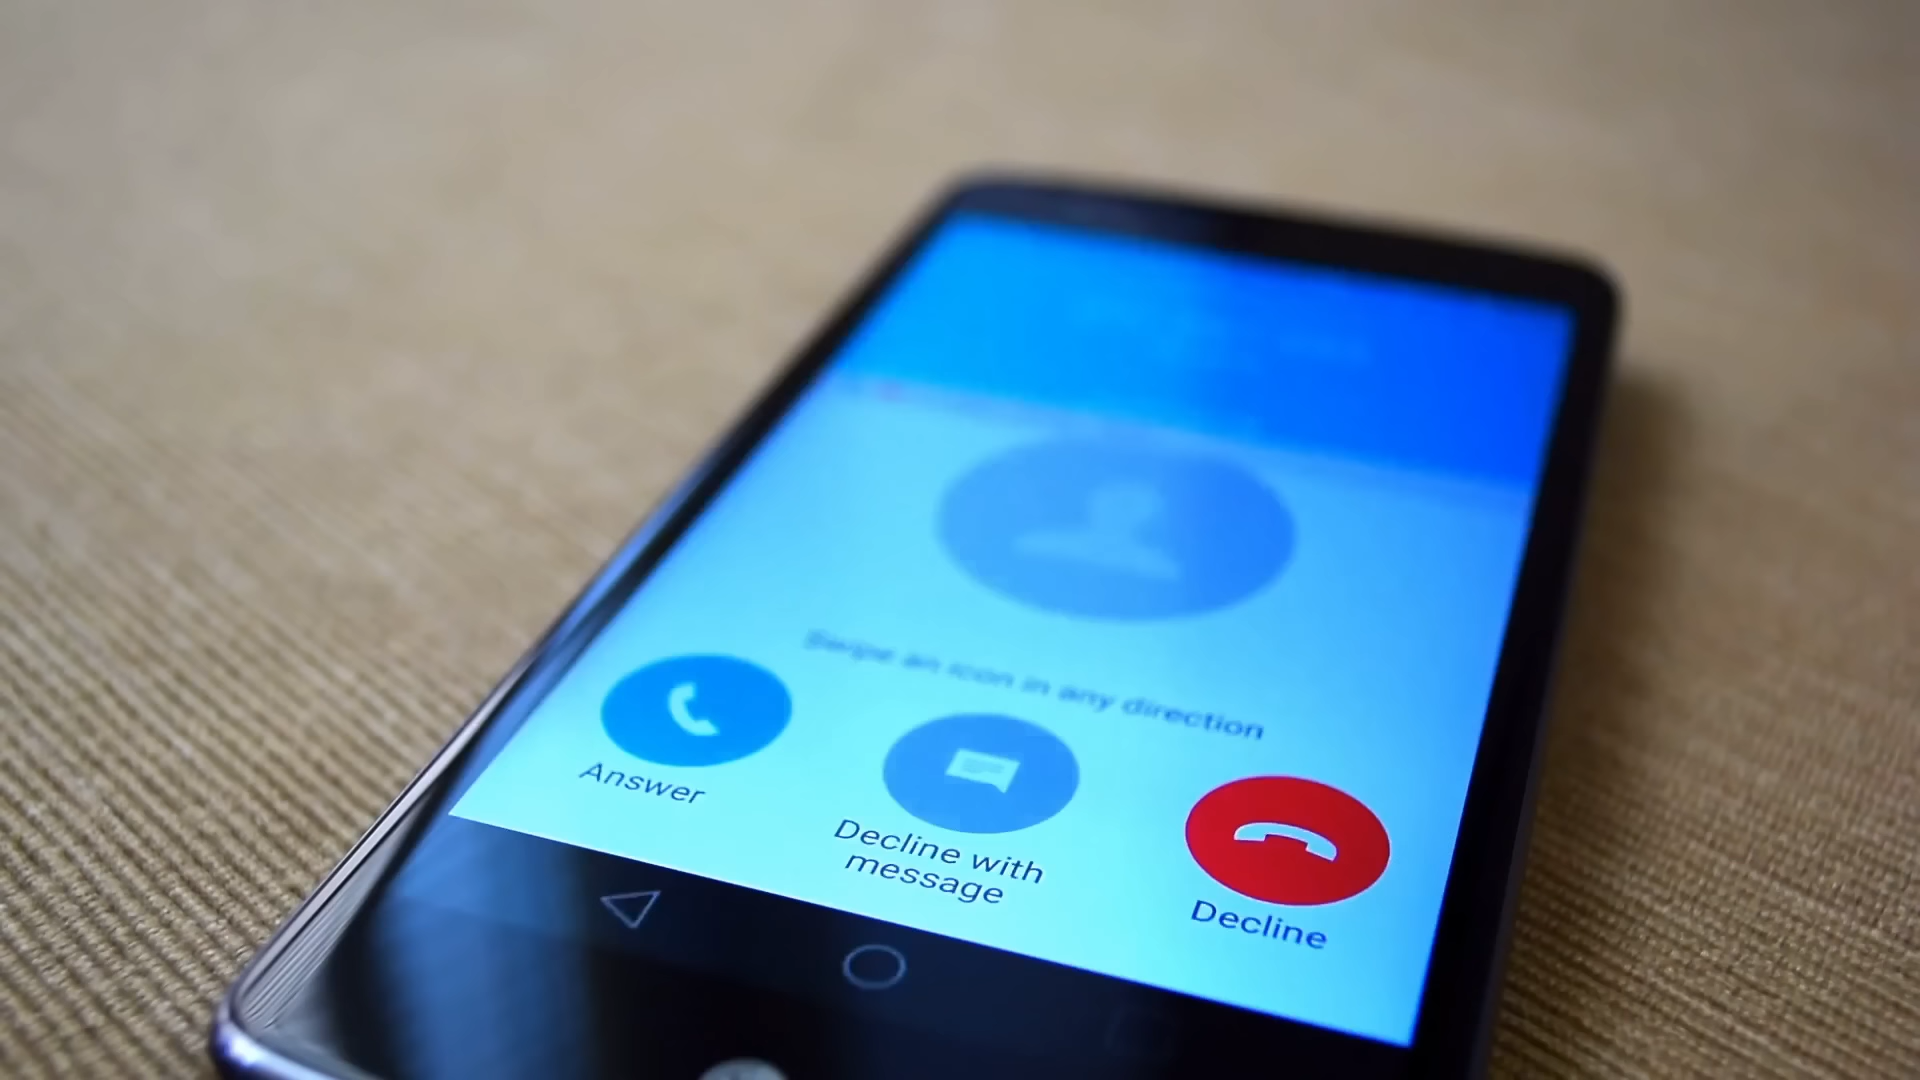 Swipe an icon in any direction
Answer
Decline with
message
Decline